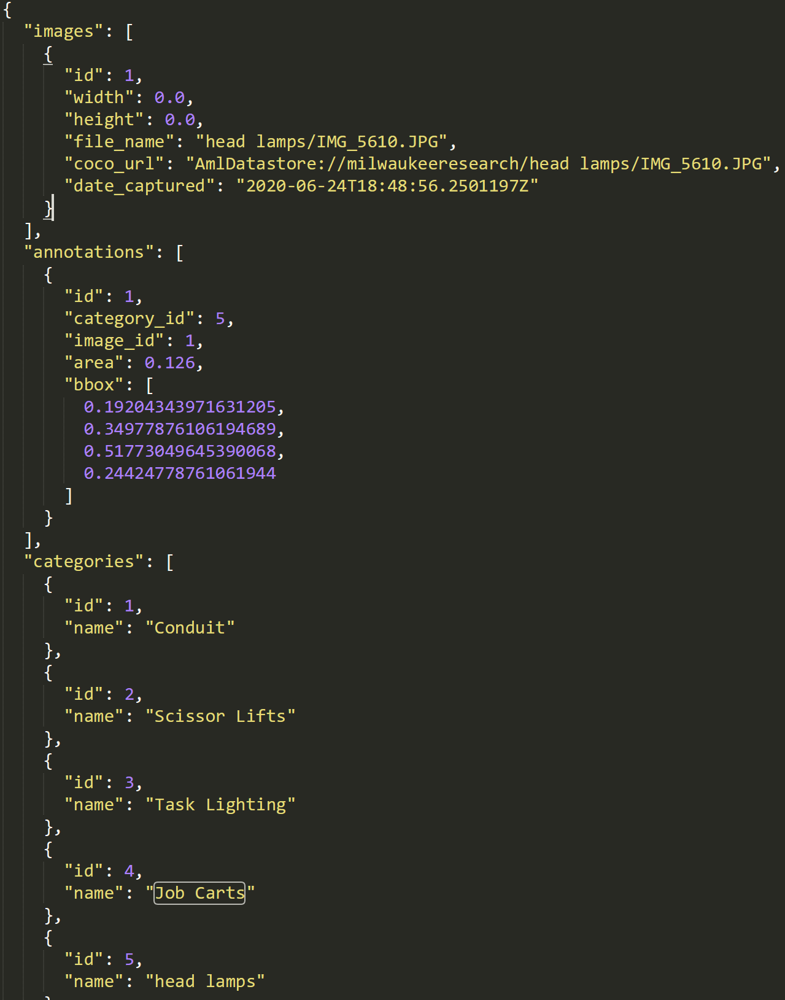 {
  "images": [
    {
      "id": 1,
      "width": 0.0,
      "height": 0.0,
      "file_name": "head lamps/IMG_5610.JPG",
      "coco_url": "AmlDatastore://milwaukeeresearch/head lamps/IMG_5610.JPG",
      "date_captured": "2020-06-24T18:48:56.2501197Z"
    }
  ],
  "annotations": [
    {
      "id": 1,
      "category_id": 5,
      "image_id": 1,
      "area": 0.126,
      "bbox": [
        0.19204343971631205,
        0.34977876106194689,
        0.51773049645390068,
        0.24424778761061944
      ]
    }
  ],
  "categories": [
    {
      "id": 1,
      "name": "Conduit"
    },
    {
      "id": 2,
      "name": "Scissor Lifts"
    },
    {
      "id": 3,
      "name": "Task Lighting"
    },
    {
      "id": 4,
      "name": "Job Carts"
    },
    {
      "id": 5,
      "name": "head lamps"
    }